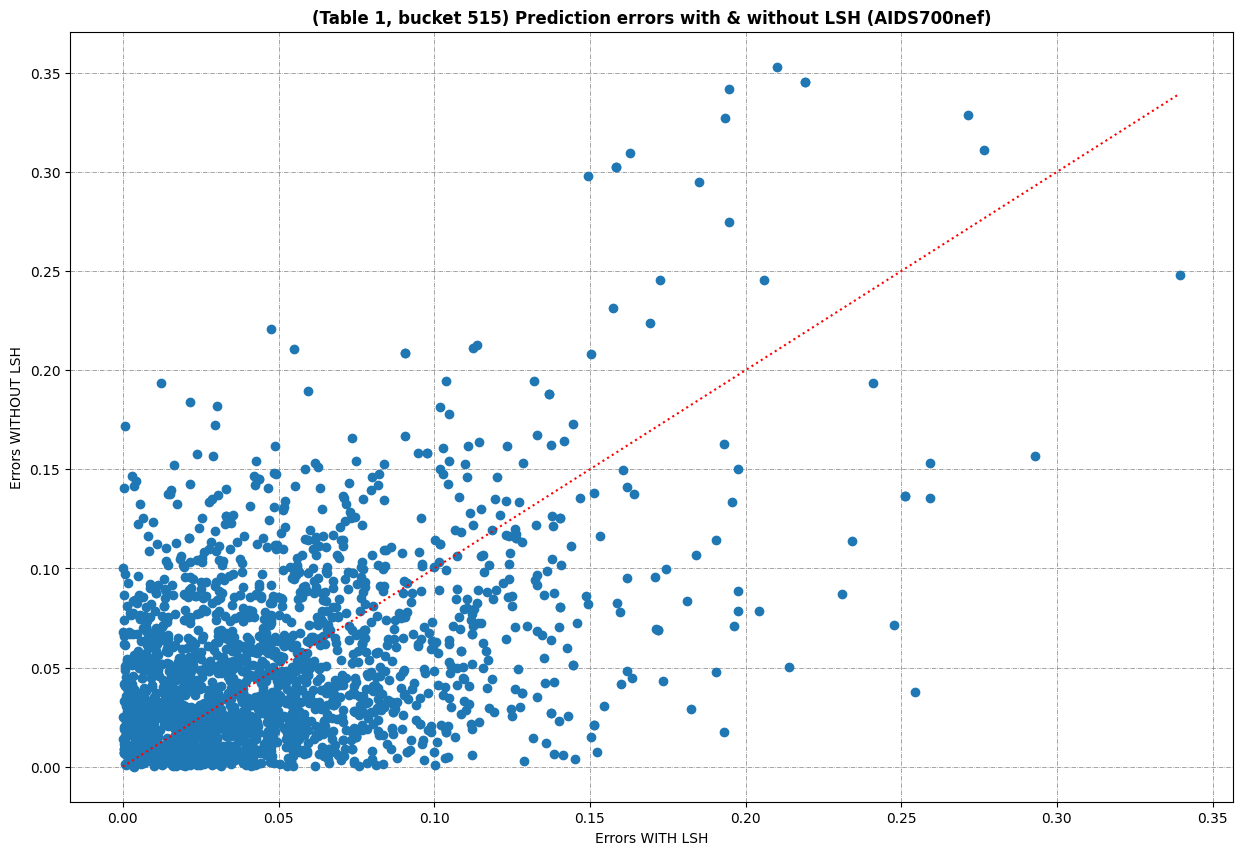 (Table 1, bucket 515) Prediction errors with & without LSH (AIDS700nef)
Errors WITHOUT LSH
0.35
0.30
0.25
0.20
0.15
0.10
0.05
0.00
0.00 0.05 0.10 0.15 0.20 0.25 0.30 0.35
Errors WITH LSH